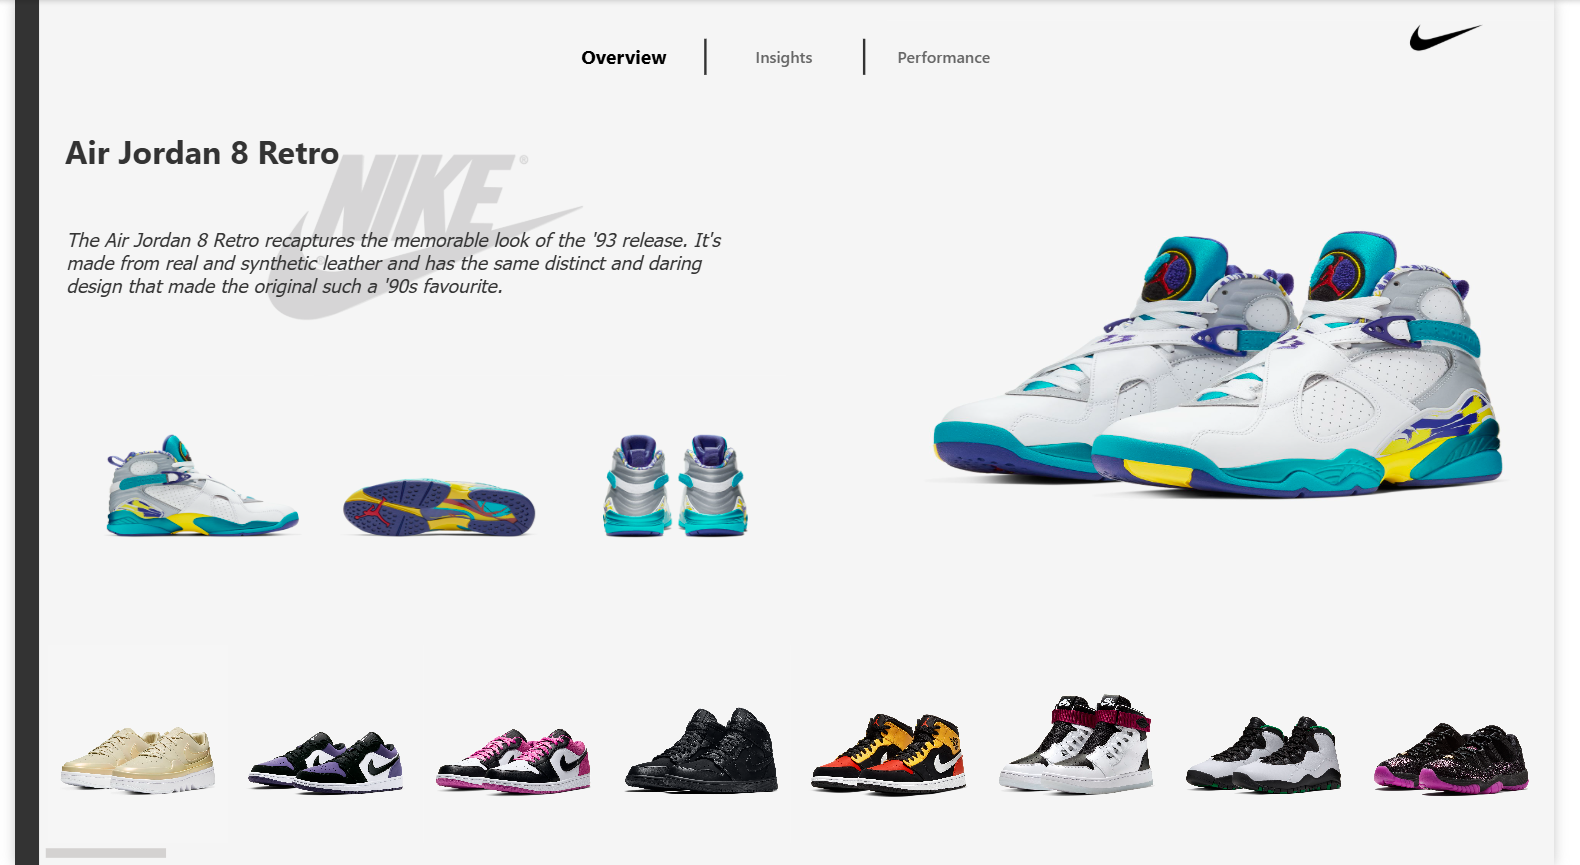 Overview
Insights
Performance
Air Jordan 8 Retro
NIKE®
The Air Jordan 8 Retro recaptures the memorable look of the '93 release. It's
made from real and synthetic leather and has the same distinct and daring
design that made the original such a '90s favourite.